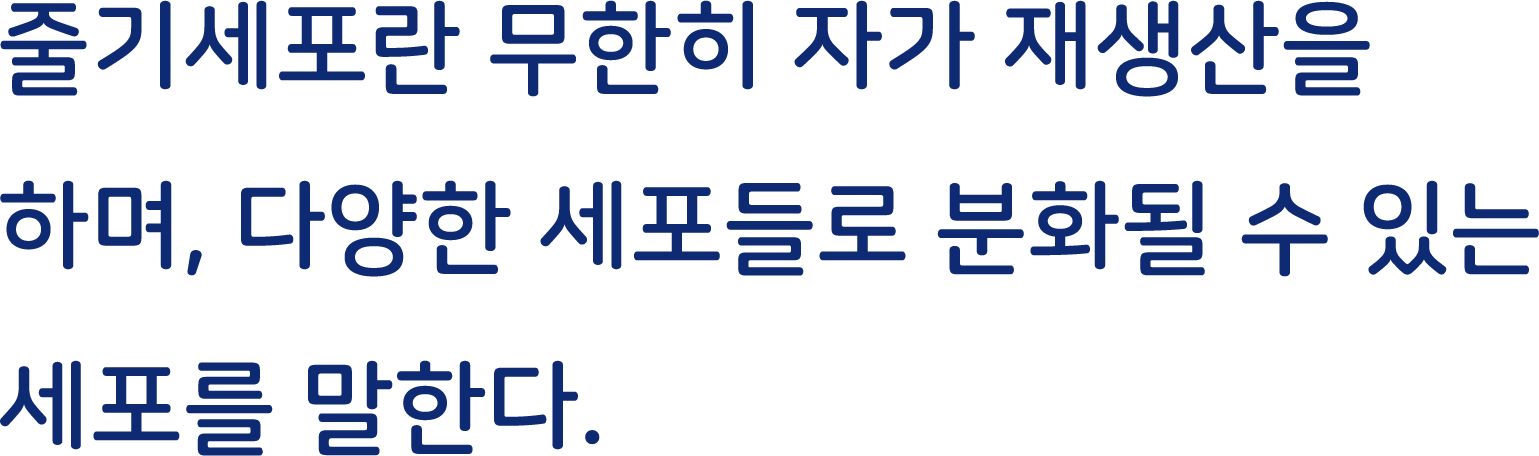 줄기세포란 무한히 자가 재생산을
하며, 다양한 세포들로 분화될 수 있는
세포를 말한다.